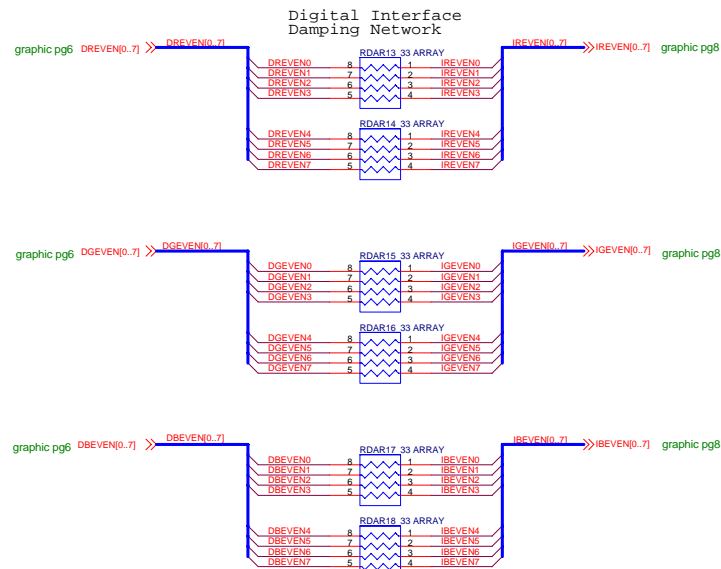 Digital Interface
Damping Network
graphic pg6 DREVEN[0..7] DREVEN[0..7] IREVEN[0..7] IREVEN[0..7] graphic pg8
RDAR13 33 ARRAY
DREVEN0 8 1 IREVEN0
DREVEN1 7 2 IREVEN1
DREVEN2 6 3 IREVEN2
DREVEN3 5 4 IREVEN3
RDAR14 33 ARRAY
DREVEN4 8 1 IREVEN4
DREVEN5 7 2 IREVEN5
DREVEN6 6 3 IREVEN6
DREVEN7 5 4 IREVEN7
graphic pg6 DGEVEN[0..7] DGEVEN[0..7] IGEVEN[0..7] IGEVEN[0..7] graphic pg8
RDAR15 33 ARRAY
DGEVEN0 8 1 IGEVEN0
DGEVEN1 7 2 IGEVEN1
DGEVEN2 6 3 IGEVEN2
DGEVEN3 5 4 IGEVEN3
RDAR16 33 ARRAY
DGEVEN4 8 1 IGEVEN4
DGEVEN5 7 2 IGEVEN5
DGEVEN6 6 3 IGEVEN6
DGEVEN7 5 4 IGEVEN7
graphic pg6 DBEVEN[0..7] DBEVEN[0..7] IBEVEN[0..7] IBEVEN[0..7] graphic pg8
RDAR17 33 ARRAY
DBEVEN0 8 1 IBEVEN0
DBEVEN1 7 2 IBEVEN1
DBEVEN2 6 3 IBEVEN2
DBEVEN3 5 4 IBEVEN3
RDAR18 33 ARRAY
DBEVEN4 8 1 IBEVEN4
DBEVEN5 7 2 IBEVEN5
DBEVEN6 6 3 IBEVEN6
DBEVEN7 5 4 IBEVEN7